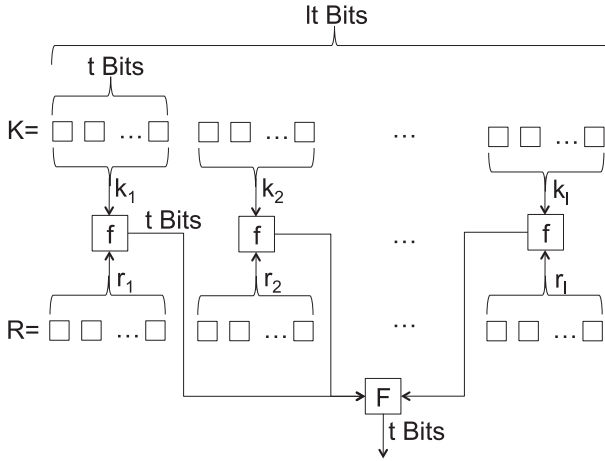 lt Bits
t Bits
K= ... ... ... ...
k1 k2 kl
f t Bits f ... f
r1 r2 rl
R= ... ... ... ...
F
t Bits